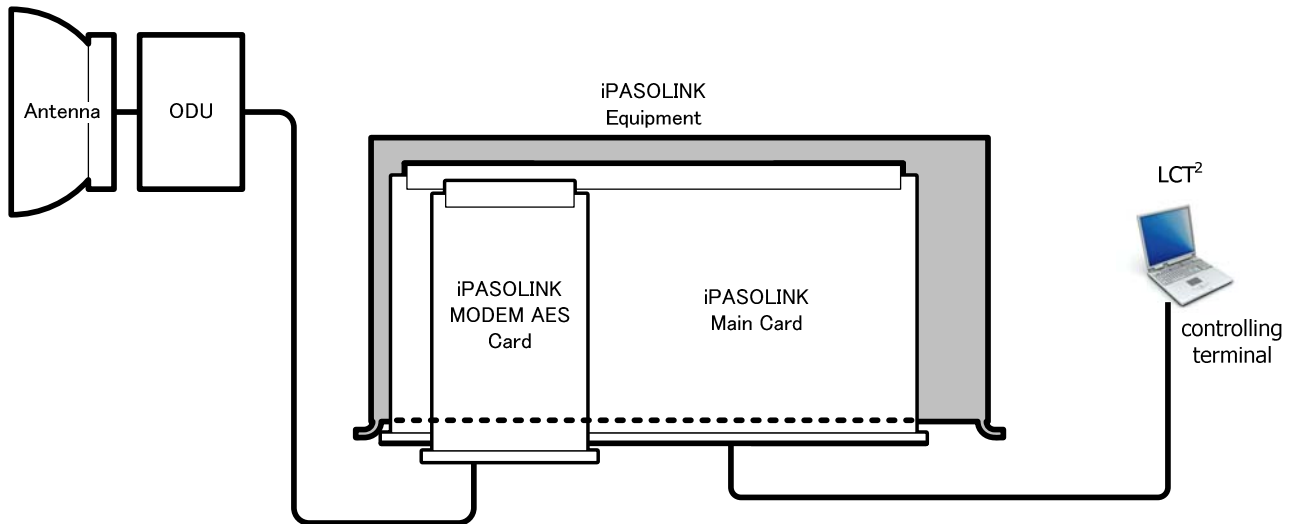 Antenna
ODU
iPASOLINK
Equipment
iPASOLINK
MODEM AES
Card
iPASOLINK
Main Card
LCT²
controlling
terminal